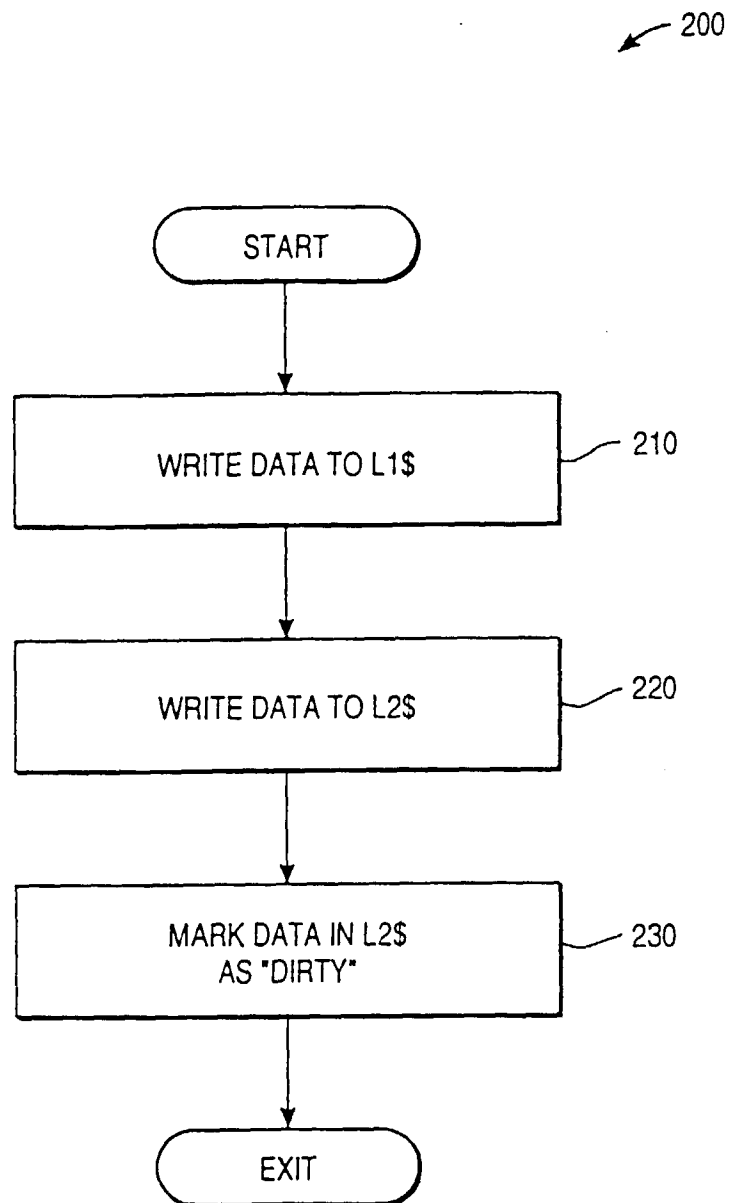 200
START
WRITE DATA TO L1$
210
WRITE DATA TO L2$
220
MARK DATA IN L2$
AS "DIRTY"
230
EXIT